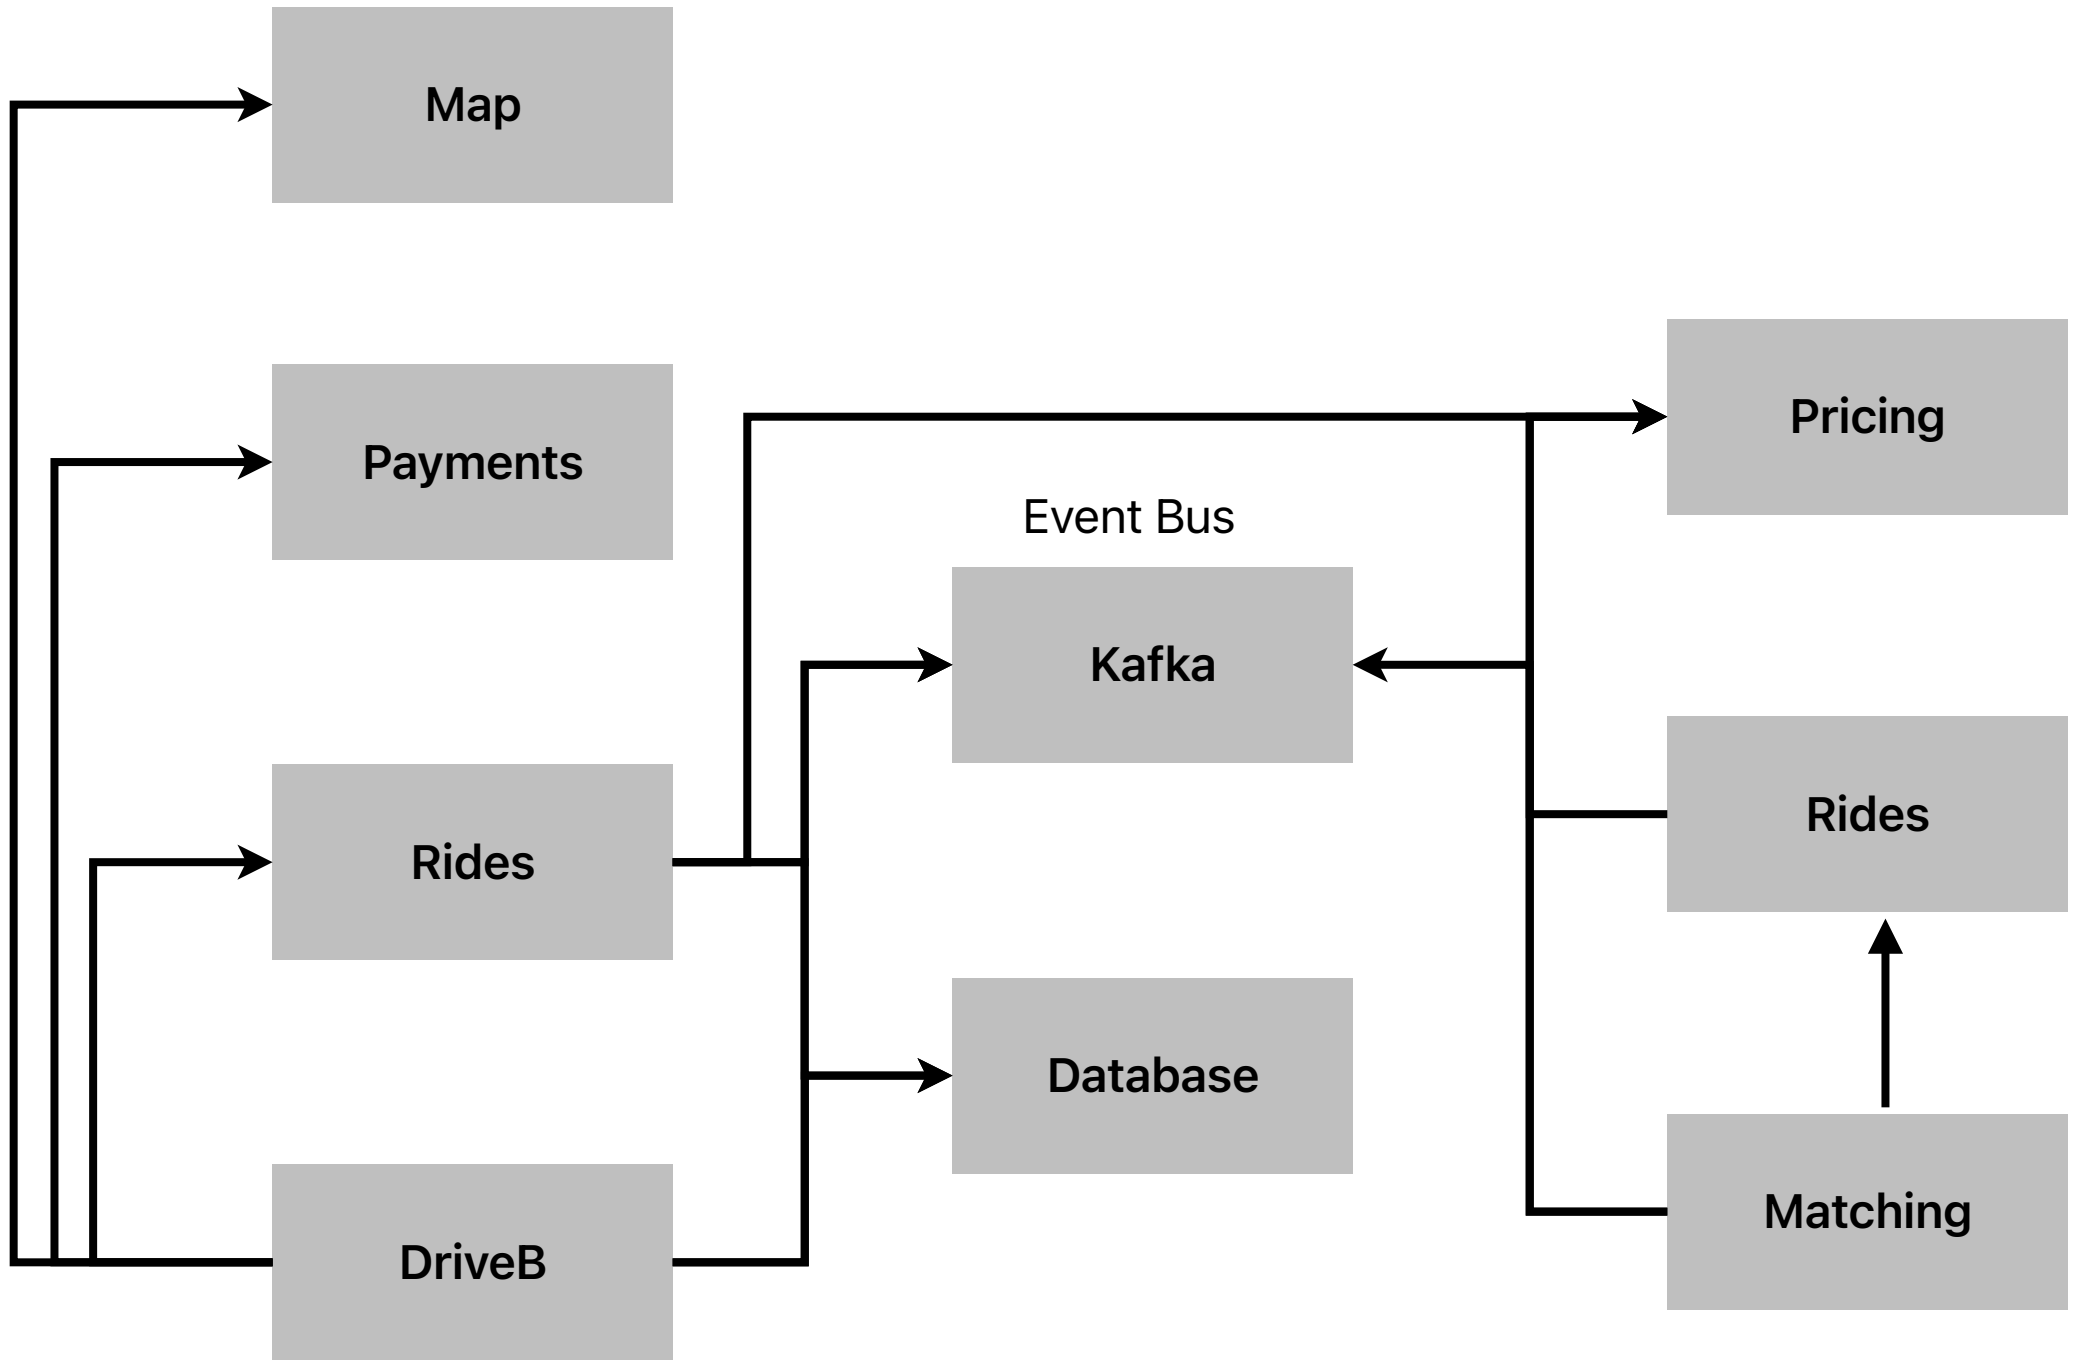 Map
Payments
Pricing
Event Bus
Kafka
Rides
Rides
Database
DriveB
Matching